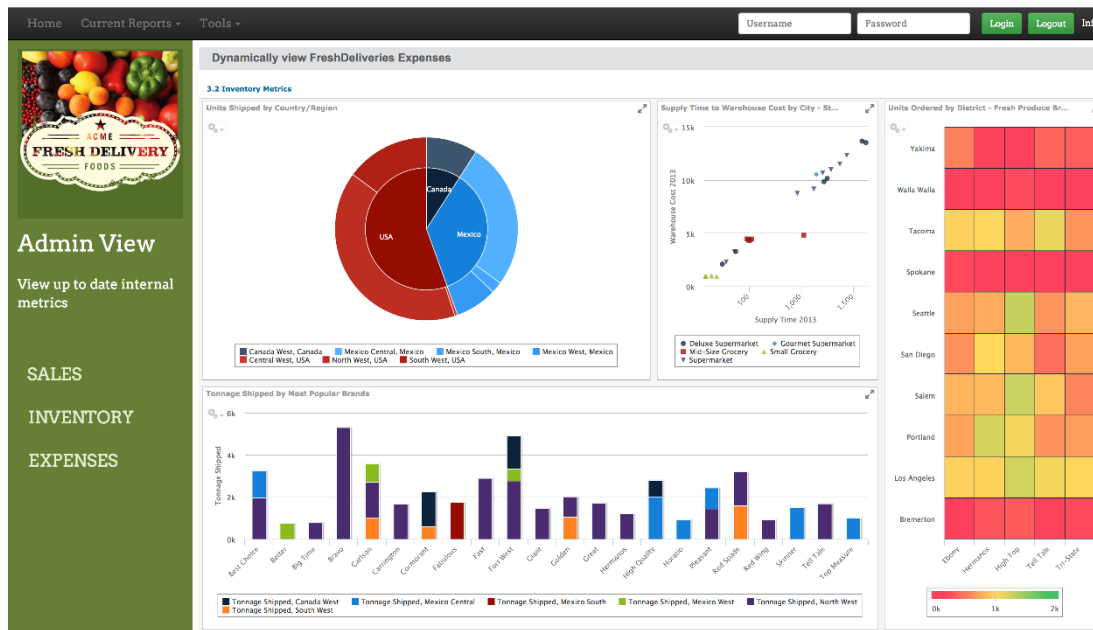 Home Current Reports Tools Username Password Login Logout
ACME
FRESH DELIVERY
FOODS
Admin View
View up to date internal
metrics
SALES
INVENTORY
EXPENSES
Dynamically view FreshDeliveries Expenses
3.2 Inventory Metrics
Units Shipped by Country/Region
Canada
USA
Mexico
Canada West, Canada Mexico Central, Mexico Mexico South, Mexico Mexico West, Mexico
Central West, USA North West, USA South West, USA
Supply Time to Warehouse Cost by City - St...
Warehouse Cost 2013
15k
10k
5k
0k
500 1,000 1,500
Supply Time 2013
Deluxe Supermarket Gourmet Supermarket
Mid-Size Grocery Small Grocery
Supermarket
Units Ordered by District - Fresh Produce Br...
Yakima
Walla Walla
Tacoma
Spokane
Seattle
San Diego
Salem
Portland
Los Angeles
Bremerton
Ebony Hermanos High Top Tell Tale Tri-State
0k 1k 2k
Tonnage Shipped by Most Popular Brands
Tonnage Shipped
6k
4k
2k
0k
Best Choice Better Big Time Bravo Carlson Carrington Cormorant Fabulous Fast Fort West Giant Golden Great Hermanos High Quality Horatio Pleasant Red Spade Red Wing Skinner Tell Tale Top Measure
Tonnage Shipped, Canada West Tonnage Shipped, Mexico Central Tonnage Shipped, Mexico South Tonnage Shipped, Mexico West Tonnage Shipped, North West
Tonnage Shipped, South West